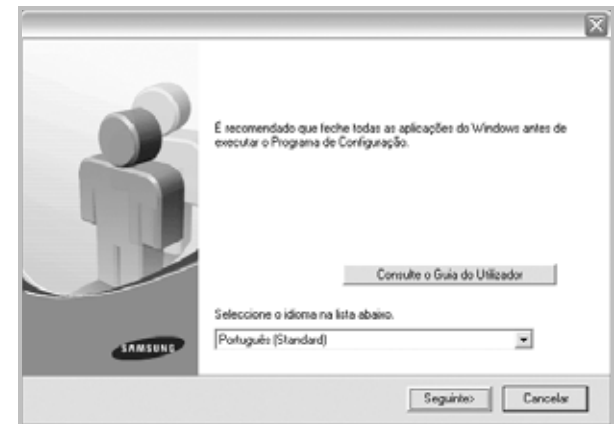 É recomendado que feche todas as aplicações do Windows antes de
executar o Programa de Configuração.
Consulte o Guia do Utilizador
Seleccione o idioma na lista abaixo.
Português (Standard)
SAMSUNG
Seguinte>
Cancelar